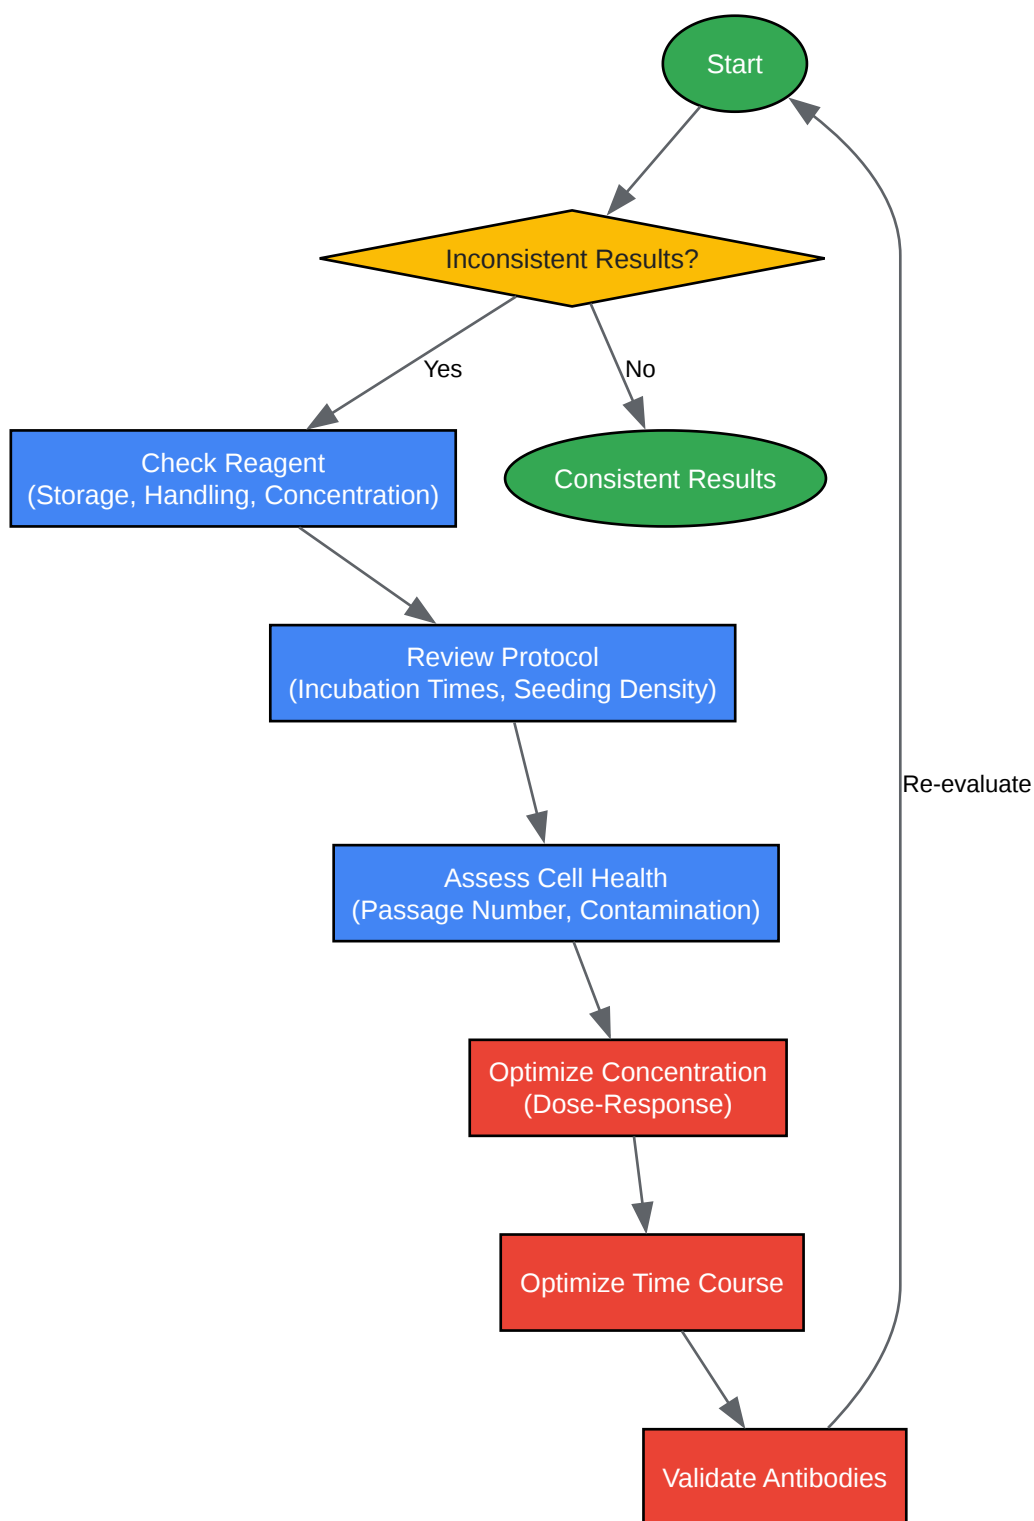 Start
Inconsistent Results?
Yes
No
Check Reagent
(Storage, Handling, Concentration)
Consistent Results
Review Protocol
(Incubation Times, Seeding Density)
Re-evaluate
Assess Cell Health
(Passage Number, Contamination)
Optimize Concentration
(Dose-Response)
Optimize Time Course
Validate Antibodies